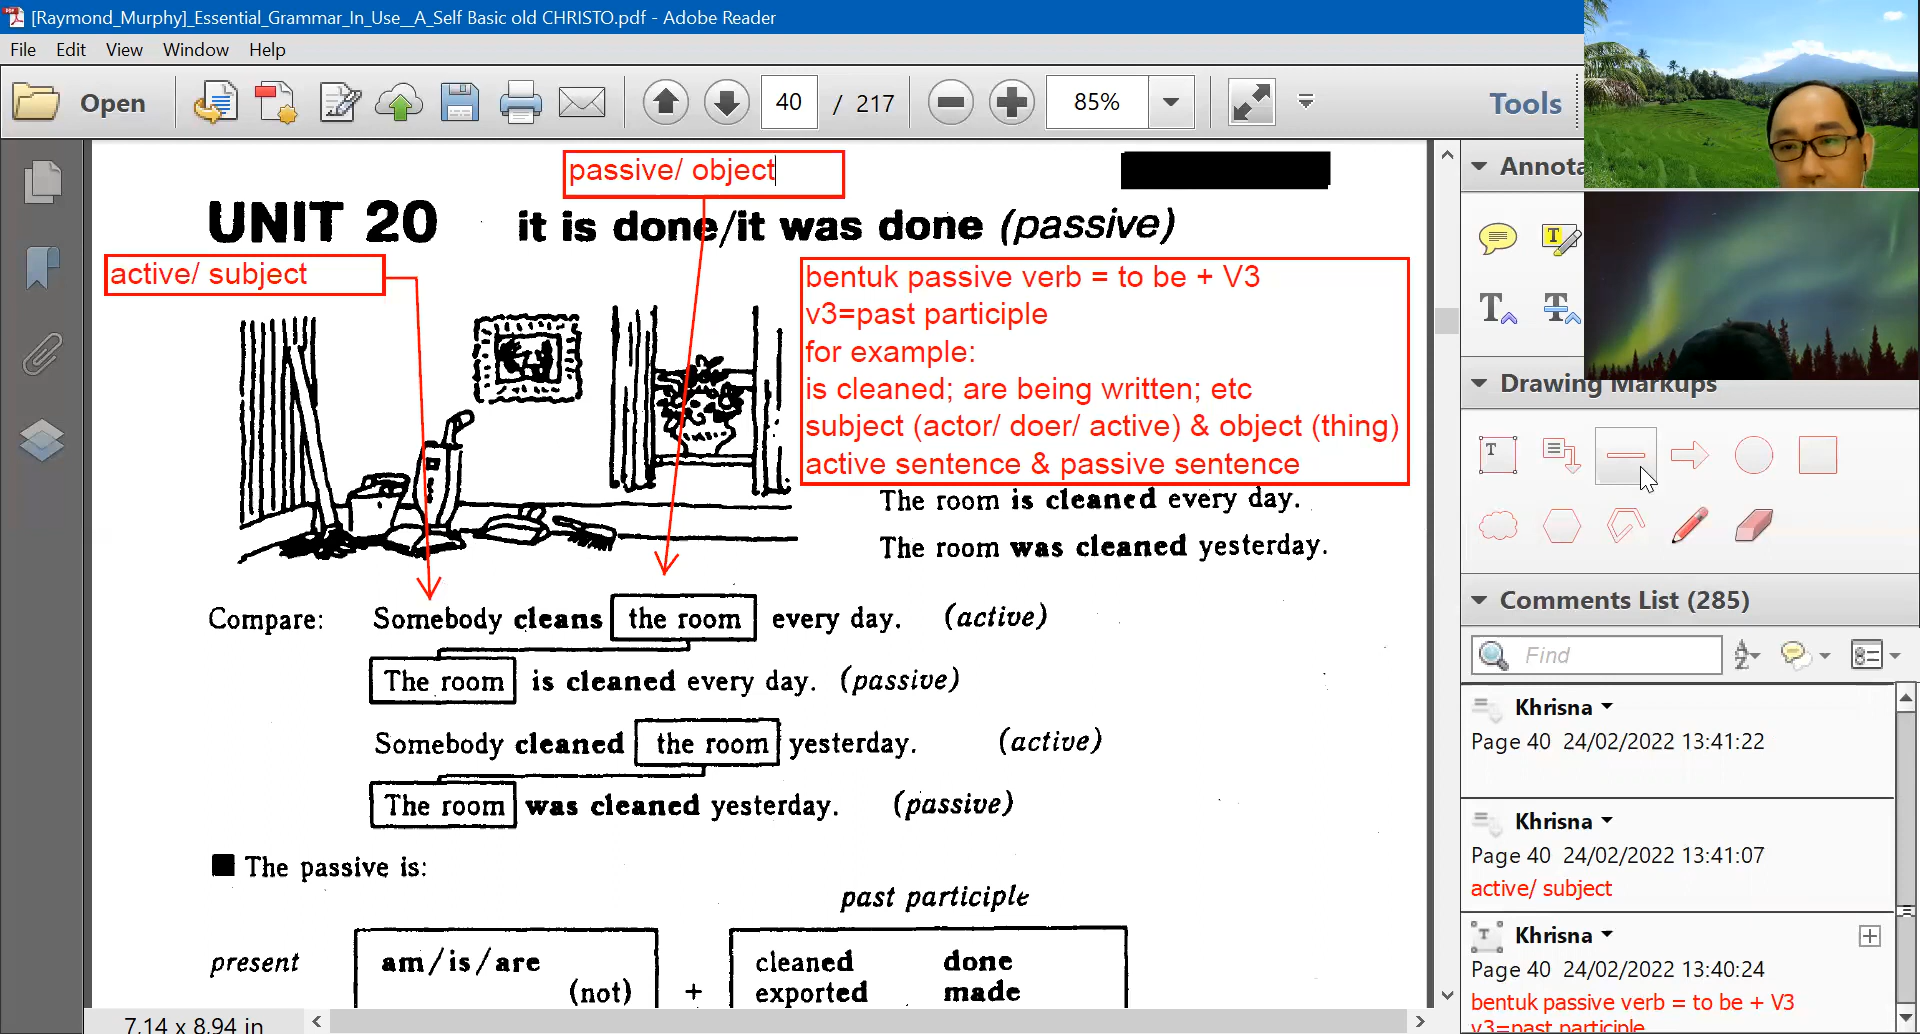 [Raymond_Murphy]_Essential_Grammar_In_Use__A_Self Basic old CHRISTO.pdf - Adobe Reader
File Edit View Window Help
Open 40 / 217 85% Tools
passive/ object
UNIT 20 it is done/it was done (passive)
active/ subject
bentuk passive verb = to be + V3
v3=past participle
for example:
is cleaned; are being written; etc
subject (actor/ doer/ active) & object (thing)
active sentence & passive sentence
The room is cleaned every day.
The room was cleaned yesterday.
Compare: Somebody cleans the room every day. (active)
The room is cleaned every day. (passive)
Somebody cleaned the room yesterday. (active)
The room was cleaned yesterday. (passive)
The passive is:
past participle
present am/is/are cleaned done
(not) + exported made
7.14 x 8.94 in
Annota
Drawing Markups
Comments List (285)
Find
Khrisna
Page 40 24/02/2022 13:41:22
Khrisna
Page 40 24/02/2022 13:41:07
active/ subject
Khrisna
Page 40 24/02/2022 13:40:24
bentuk passive verb = to be + V3
v3=past participle